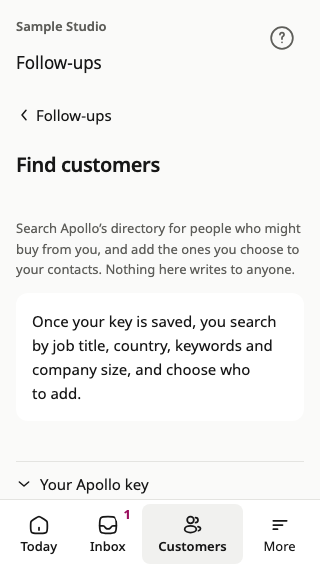 Sample Studio
Follow-ups
Follow-ups
Find customers
Search Apollo's directory for people who might
buy from you, and add the ones you choose to
your contacts. Nothing here writes to anyone.
Once your key is saved, you search
by job title, country, keywords and
company size, and choose who
to add.
Your Apollo key
1
Today
Inbox
Customers
More